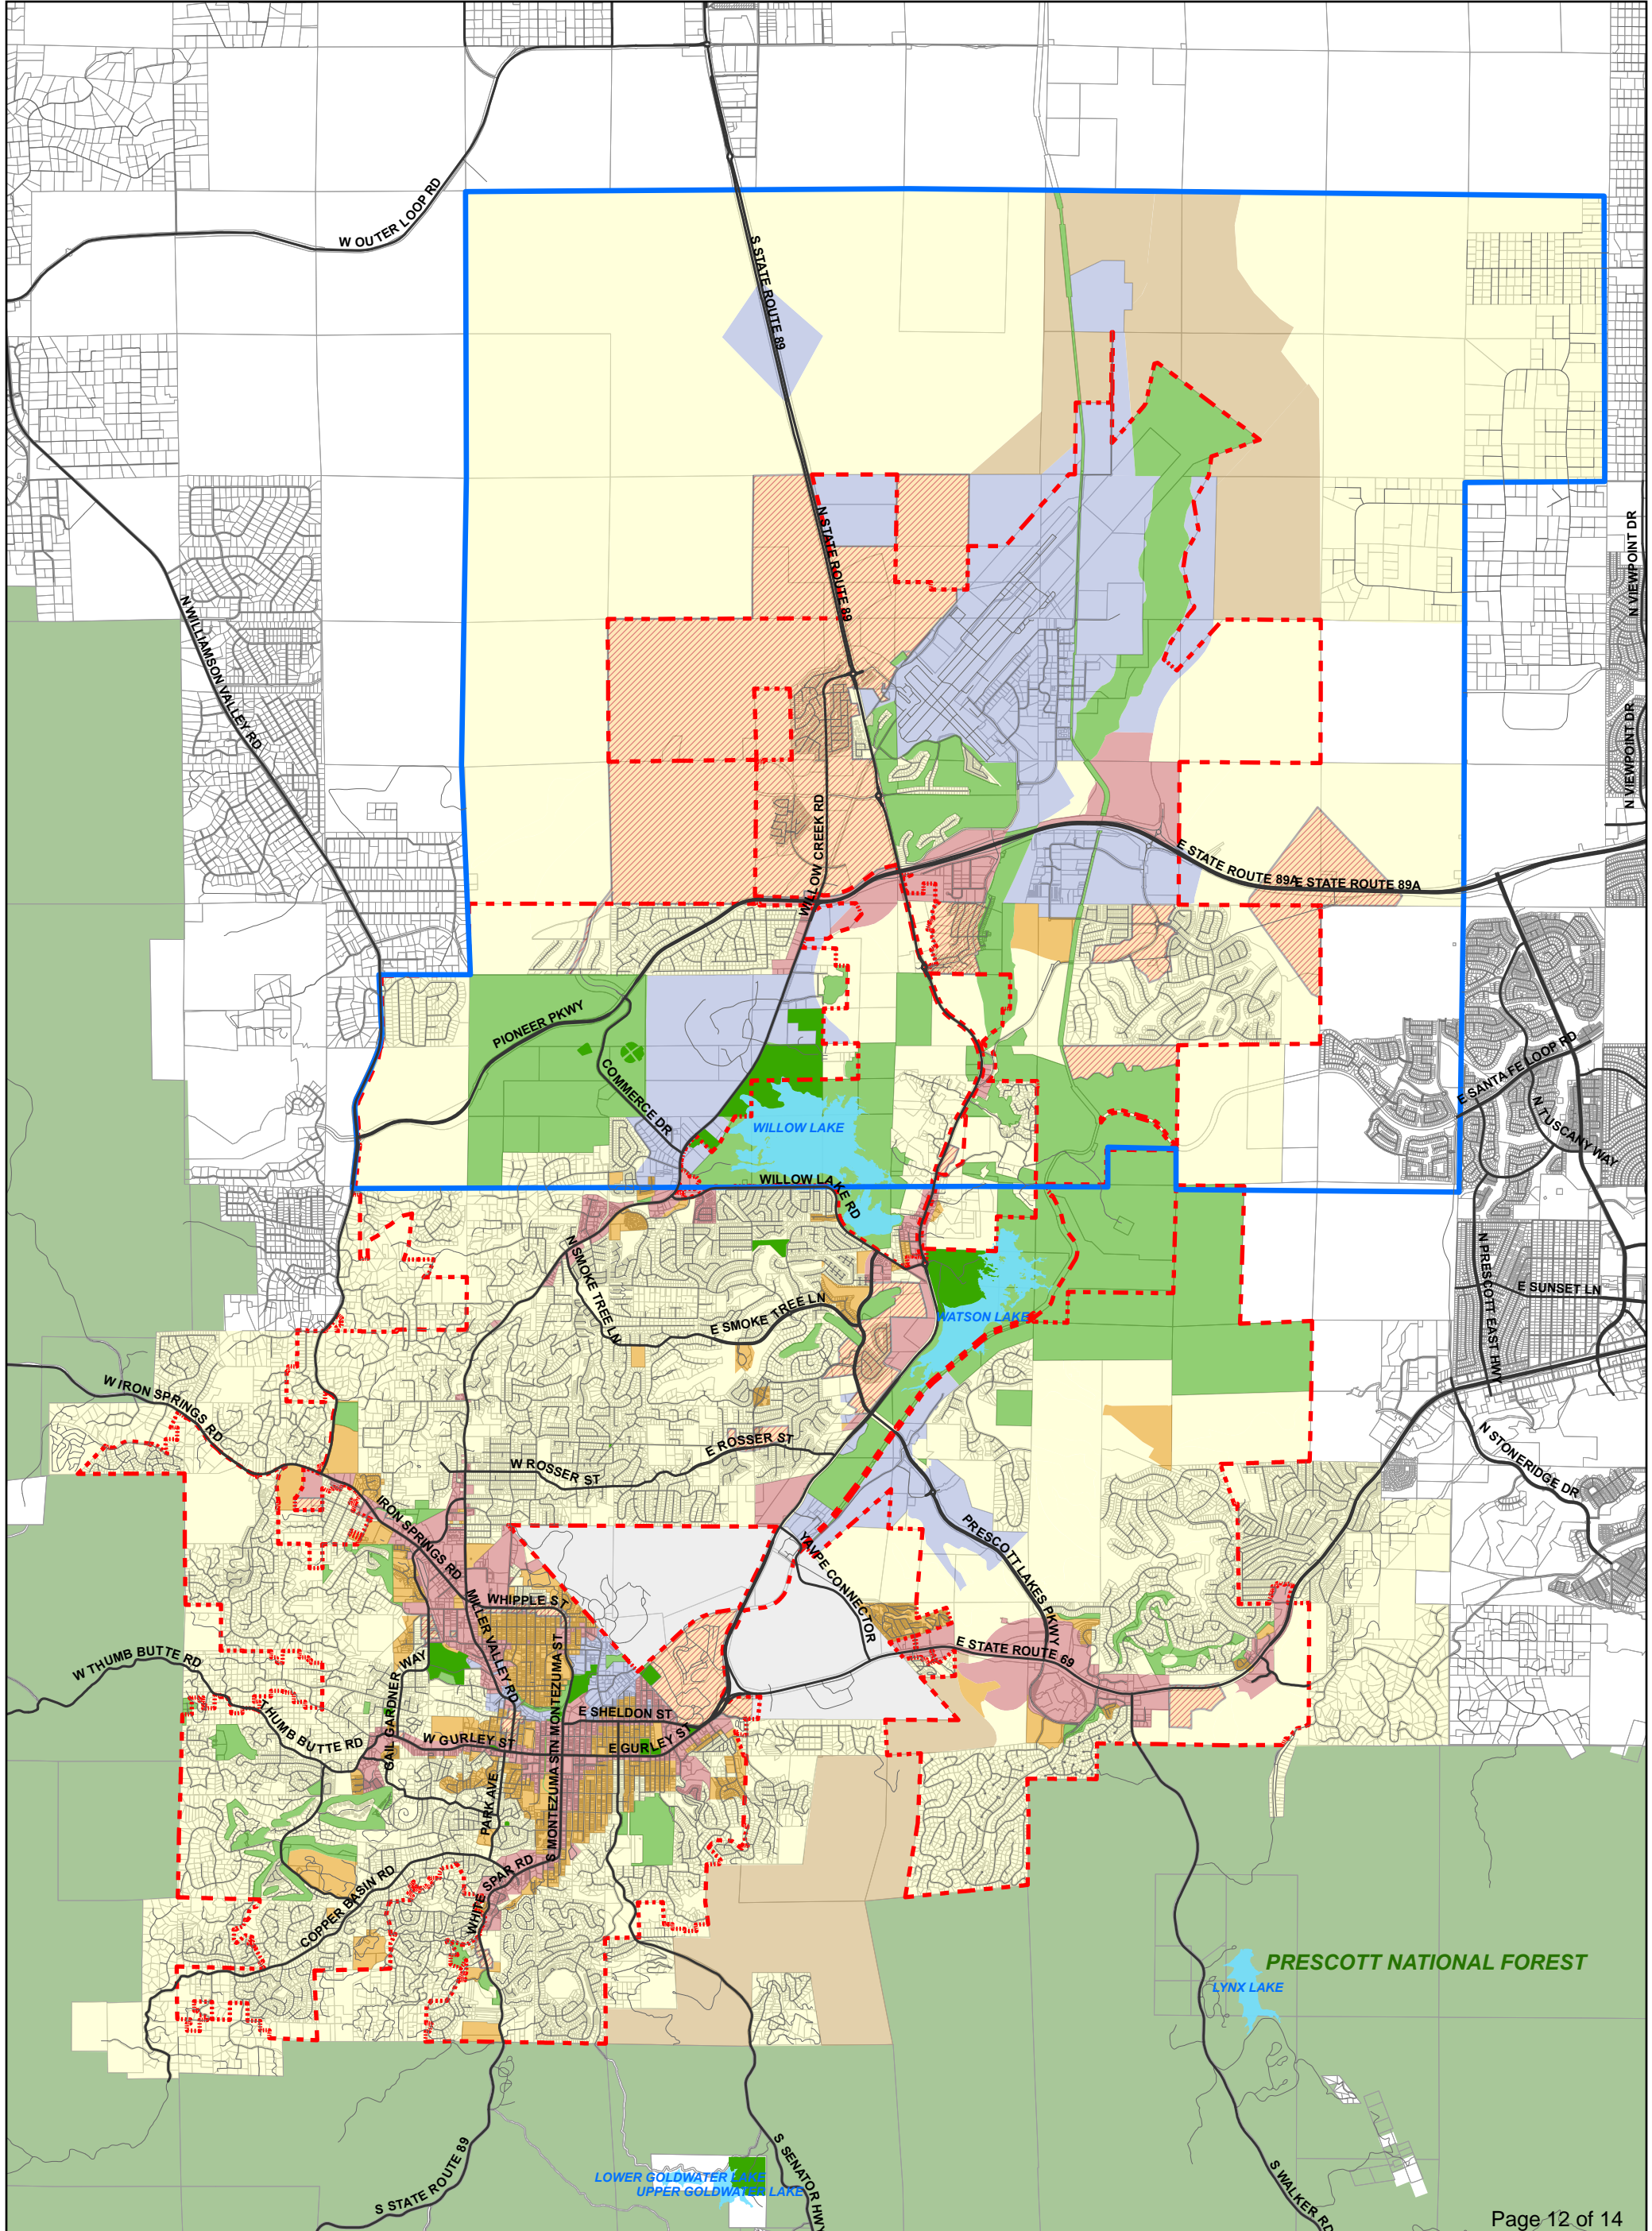 W OUTER LOOP RD
S STATE ROUTE 89
N STATE ROUTE 89
N VIEWPOINT DR
N WILLIAMSON VALLEY RD
N VIEWPOINT DR
WILLOW CREEK RD
E STATE ROUTE 89A
E STATE ROUTE 89A
PIONEER PKWY
COMMERCE DR
E SANTA FE LOOP RD
N TUSCANY WAY
WILLOW LAKE
WILLOW LAKE RD
N SMOKE TREE LN
E SMOKE TREE LN
WATSON LAKE
N PRESCOTT EAST HWY
E SUNSET LN
W IRON SPRINGS RD
E ROSSER ST
W ROSSER ST
N STONERIDGE DR
IRON SPRINGS RD
YAVPE CONNECTOR
PRESCOTT LAKES PKWY
WHIPPLE ST
MILLER VALLEY RD
E STATE ROUTE 69
W THUMB BUTTE RD
GAIL GARDNER WAY
N MONTEZUMA ST
THUMB BUTTE RD
E SHELDON ST
W GURLEY ST
E GURLEY ST
PARK AVE
S MONTEZUMA ST
COPPER BASIN RD
WHITE SPAR RD
PRESCOTT NATIONAL FOREST
LYNX LAKE
S STATE ROUTE 89
LOWER GOLDWATER LAKE
UPPER GOLDWATER LAKE
S SENATOR HWY
S WALKER RD
Page 12 of 14